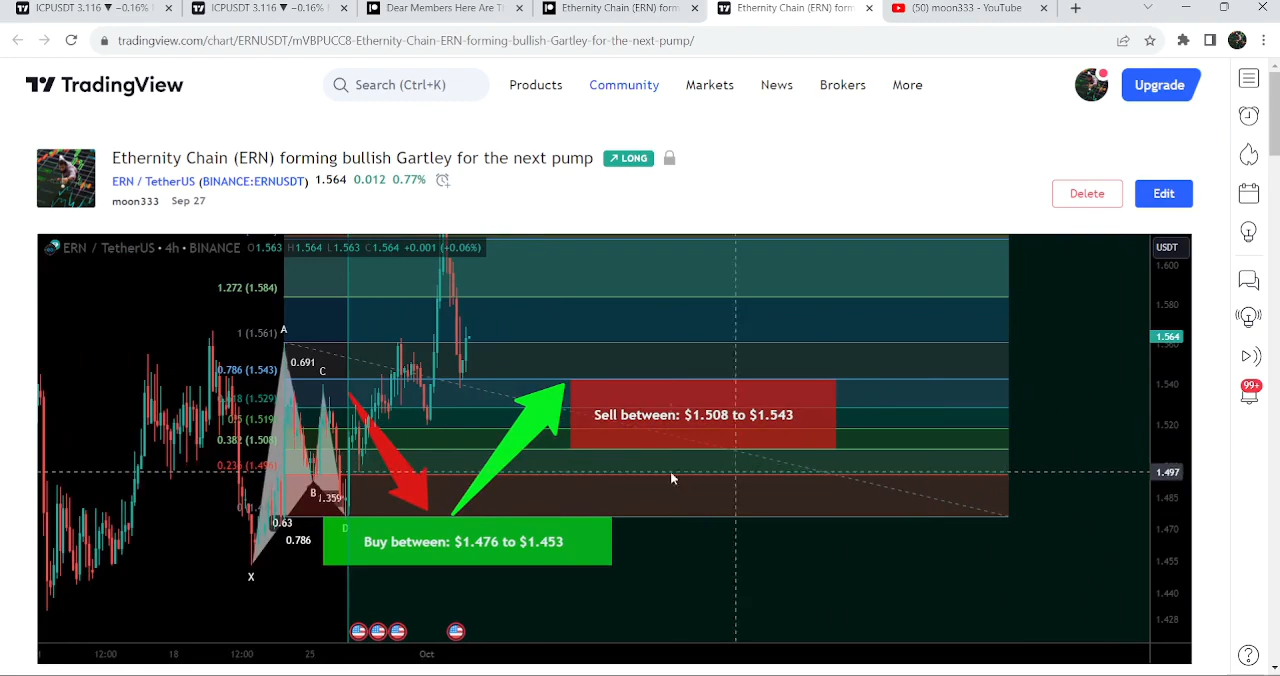 ICPUSDT 3.116 ▼ −0.16%
ICPUSDT 3.116 ▼ −0.16%
Dear Members Here Are T
Ethernity Chain (ERN) form
Ethernity Chain (ERN) form
(50) moon333 - YouTube
tradingview.com/chart/ERNUSDT/mVBPUCC8-Ethernity-Chain-ERN-forming-bullish-Gartley-for-the-next-pump/
TradingView
Search (Ctrl+K)
Products
Community
Markets
News
Brokers
More
Upgrade
Ethernity Chain (ERN) forming bullish Gartley for the next pump
LONG
ERN / TetherUS (BINANCE:ERNUSDT) 1.564 0.012 0.77%
moon333 Sep 27
Delete
Edit
ERN / TetherUS • 4h • BINANCE O1.563 H1.564 L1.563 C1.564 +0.001 (+0.06%)
USDT
1.600
1.272 (1.584)
1.580
1 (1.561)
A
1.564
0.691
C
0.786 (1.543)
1.540
(1.529)
(1.519)
Sell between: $1.508 to $1.543
1.520
0.382 (1.508)
1.497
B
1.359
1.485
0.63
D
0.786
Buy between: $1.476 to $1.453
1.470
1.455
X
1.440
1.428
12:00
18
12:00
25
Oct
99+